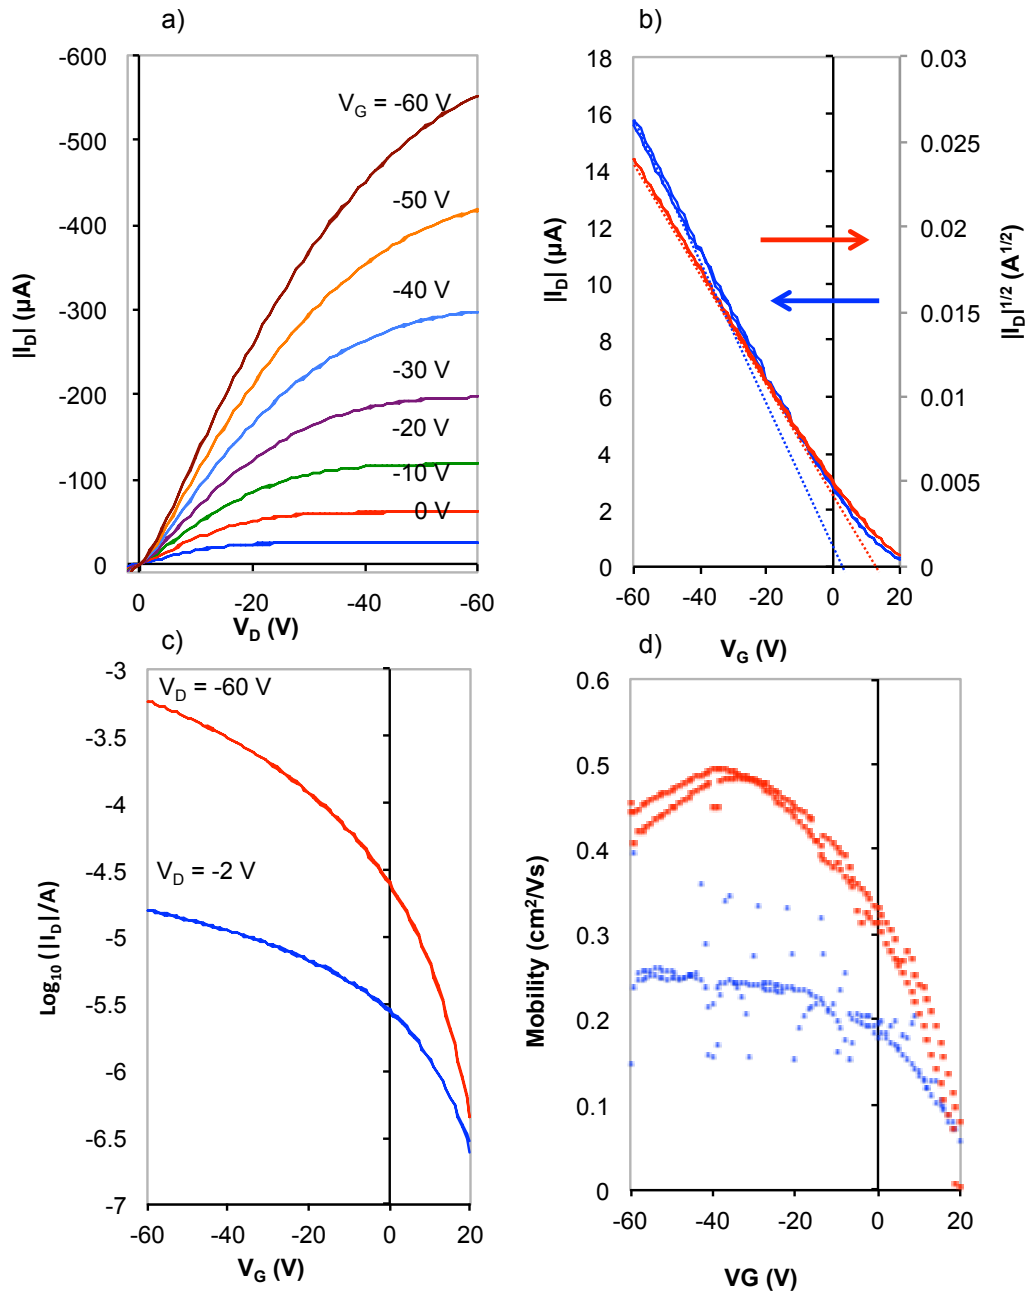 a)
-600
-500
-400
-300
-200
-100
0
|I_D| (µA)
V_G = -60 V
-50 V
-40 V
-30 V
-20 V
-10 V
0 V
0
-20
-40
-60
V_D (V)
b)
18
16
14
12
10
8
6
4
2
0
|I_D| (µA)
0.03
0.025
0.02
0.015
0.01
0.005
0
|I_D|^1/2 (A^1/2)
-60
-40
-20
0
20
V_G (V)
c)
-3
-3.5
-4
-4.5
-5
-5.5
-6
-6.5
-7
Log_10 (|I_D|/A)
V_D = -60 V
V_D = -2 V
-60
-40
-20
0
20
V_G (V)
d)
0.6
0.5
0.4
0.3
0.2
0.1
0
Mobility (cm²/Vs)
-60
-40
-20
0
20
VG (V)